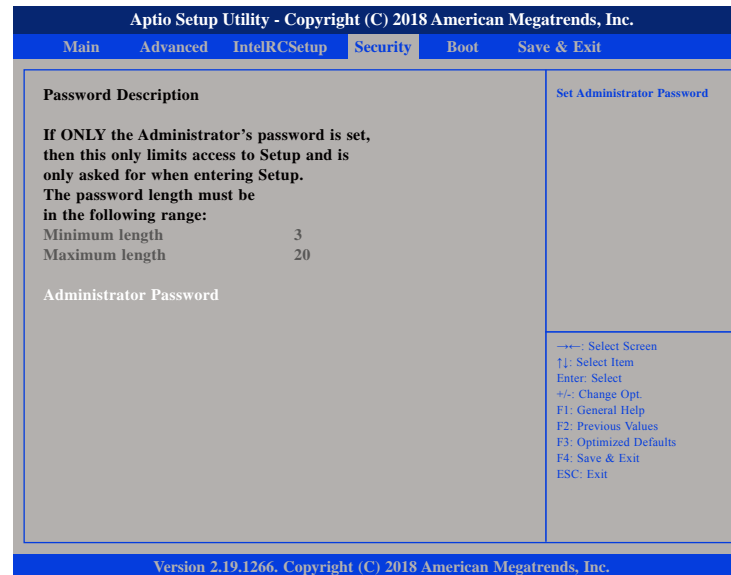 Aptio Setup Utility - Copyright (C) 2018 American Megatrends, Inc.
Main Advanced IntelRCSetup Security Boot Save & Exit
Password Description
If ONLY the Administrator's password is set,
then this only limits access to Setup and is
only asked for when entering Setup.
The password length must be
in the following range:
Minimum length 3
Maximum length 20
Administrator Password
Set Administrator Password
→←: Select Screen
↑↓: Select Item
Enter: Select
+/-: Change Opt.
F1: General Help
F2: Previous Values
F3: Optimized Defaults
F4: Save & Exit
ESC: Exit
Version 2.19.1266. Copyright (C) 2018 American Megatrends, Inc.